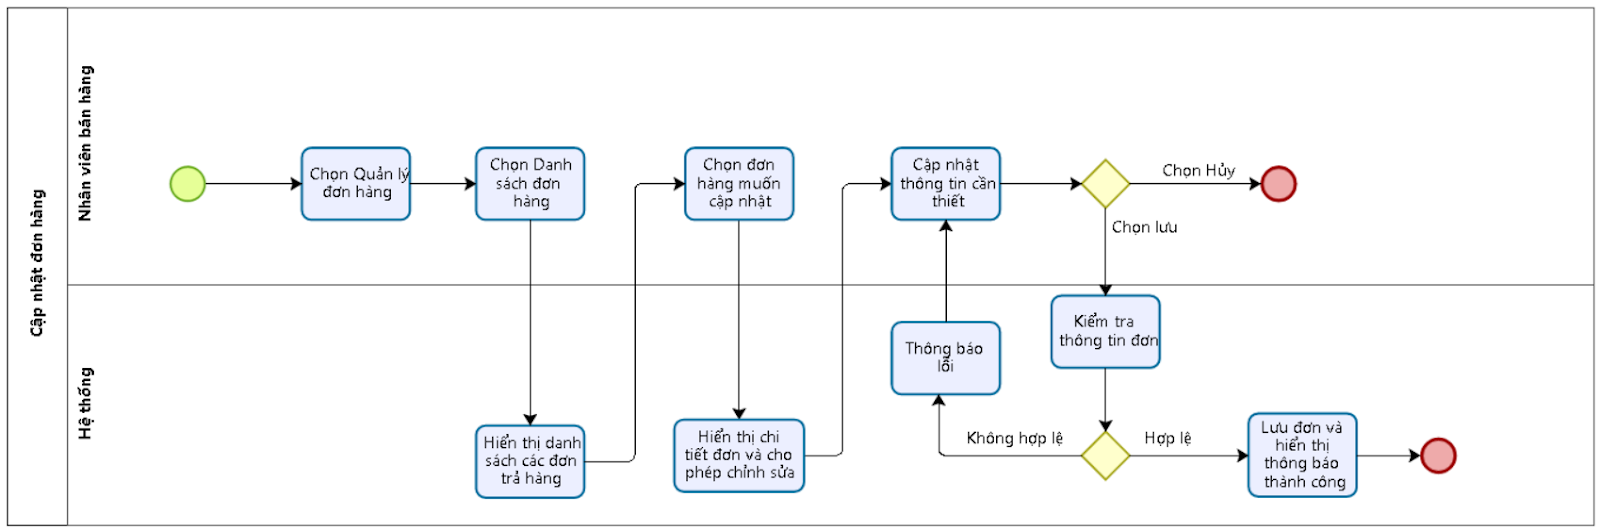 Cập nhật đơn hàng
Nhân viên bán hàng
Chọn Quản lý
đơn hàng
Chọn Danh
sách đơn
hàng
Chọn đơn
hàng muốn
cập nhật
Cập nhật
thông tin cần
thiết
Chọn Hủy
Chọn lưu
Hệ thống
Hiển thị danh
sách các đơn
trả hàng
Hiển thị chi
tiết đơn và cho
phép chỉnh sửa
Thông báo
lỗi
Kiểm tra
thông tin đơn
Không hợp lệ
Hợp lệ
Lưu đơn và
hiển thị
thông báo
thành công